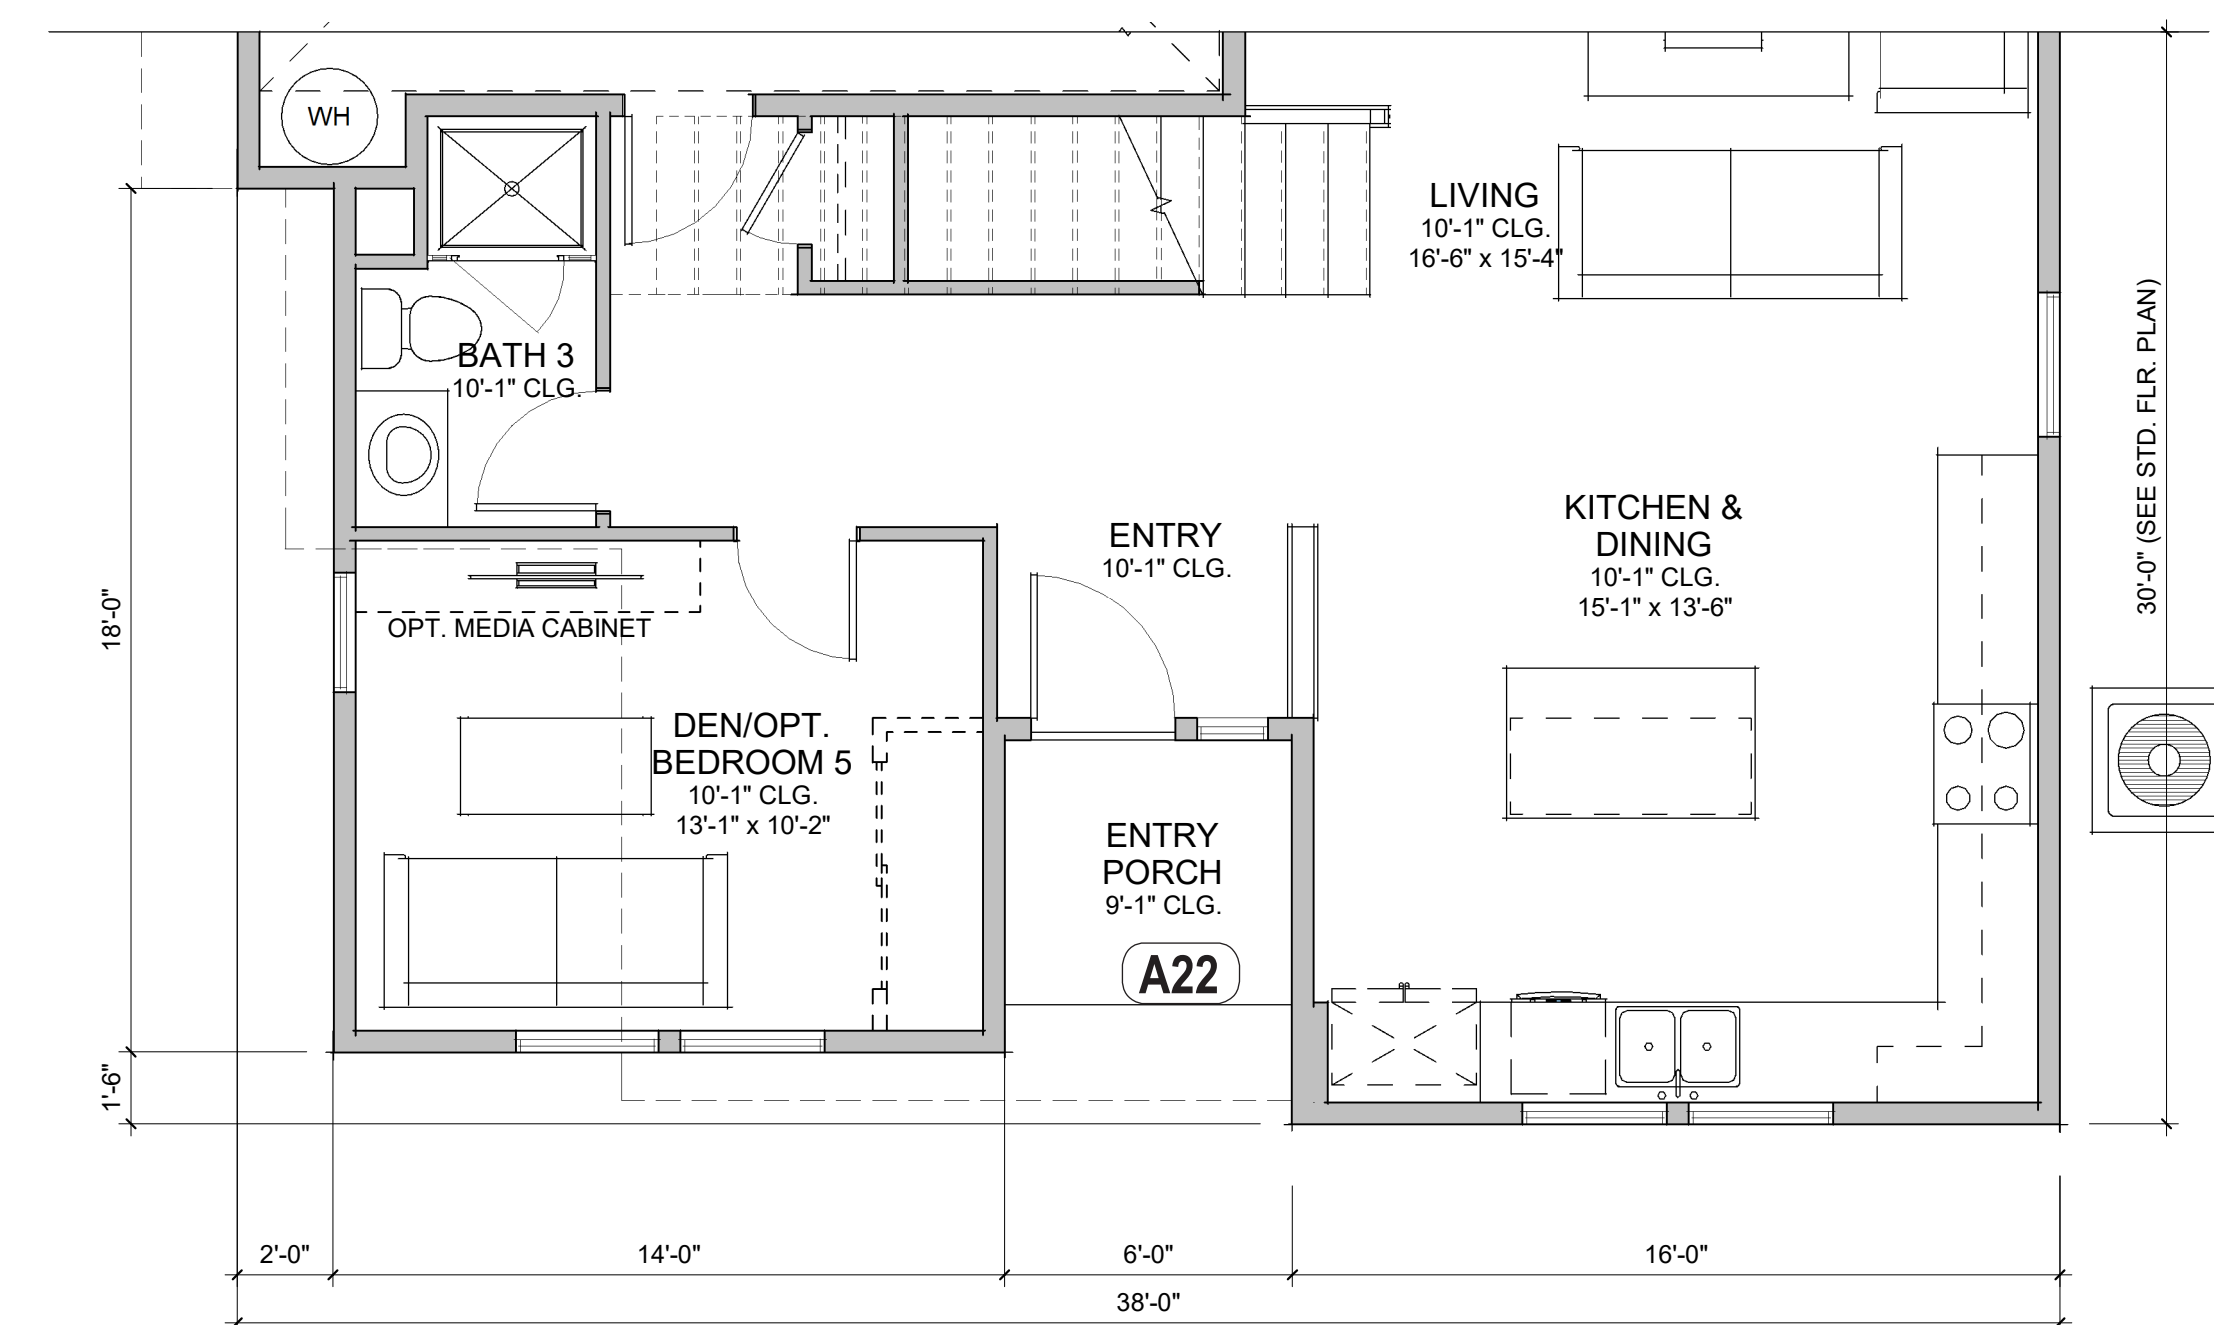 WH
LIVING
10'-1" CLG.
16'-6" x 15'-4"
BATH 3
10'-1" CLG.
30'-0" (SEE STD. FLR. PLAN)
KITCHEN &
DINING
10'-1" CLG.
15'-1" x 13'-6"
ENTRY
10'-1" CLG.
18'-0"
OPT. MEDIA CABINET
DEN/OPT.
BEDROOM 5
10'-1" CLG.
13'-1" x 10'-2"
ENTRY
PORCH
9'-1" CLG.
A22
1'-6"
2'-0"
14'-0"
6'-0"
16'-0"
38'-0"